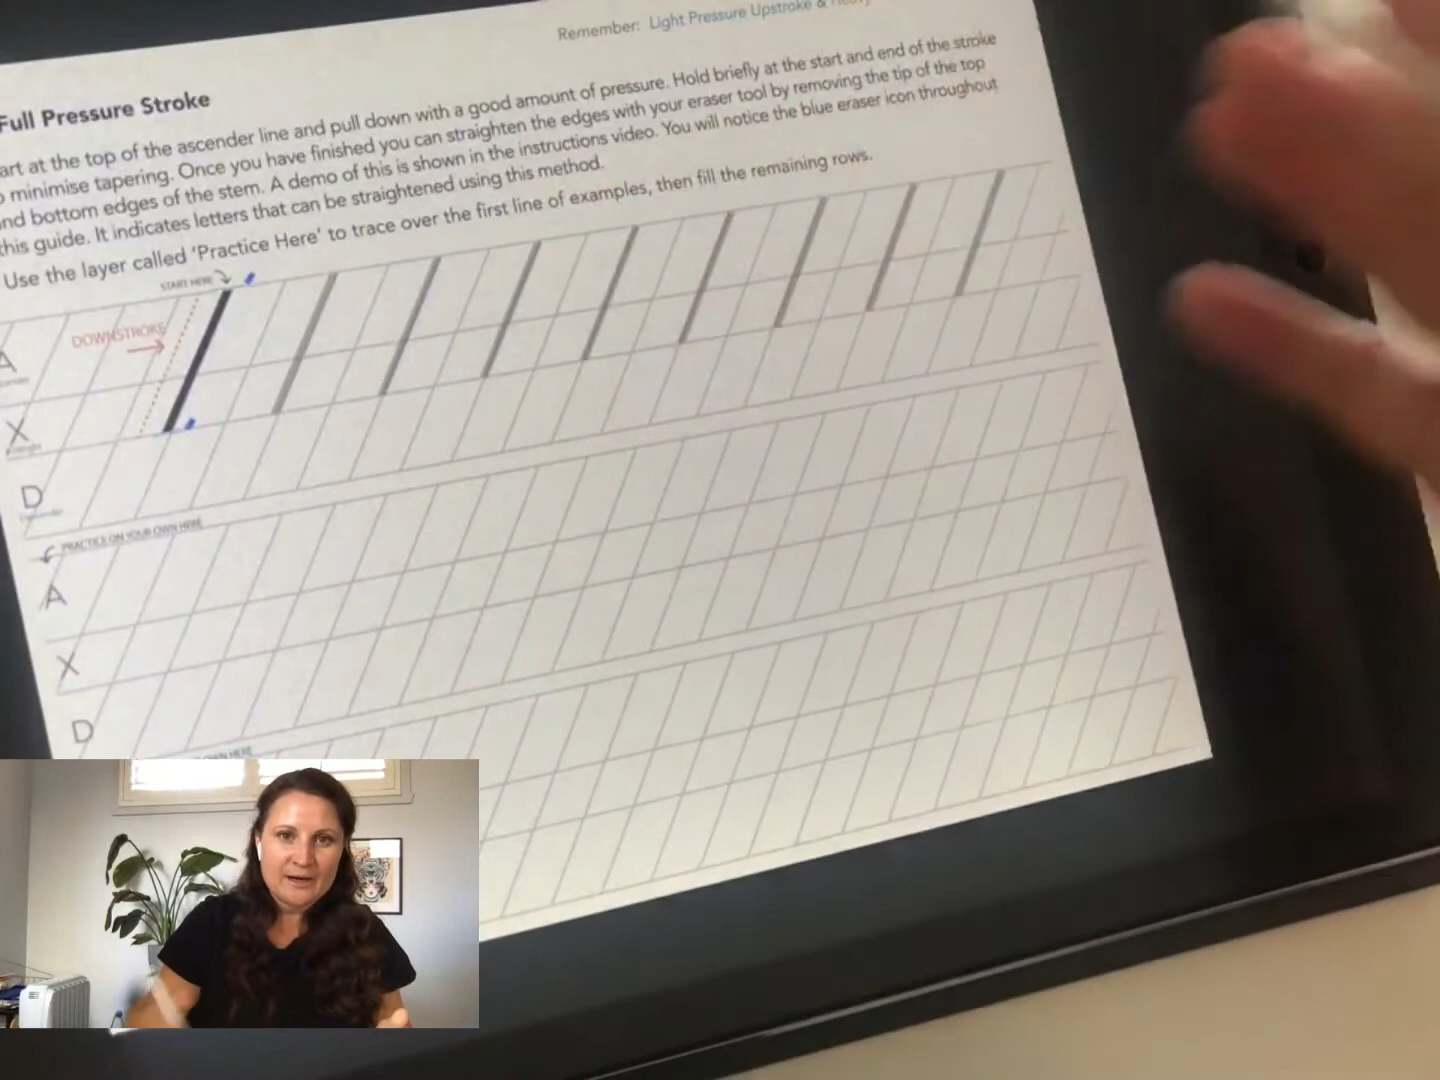 Remember: Light Pressure Upstroke &
Full Pressure Stroke
art at the top of the ascender line and pull down with a good amount of pressure. Hold briefly at the start and end of the stroke
o minimise tapering. Once you have finished you can straighten the edges with your eraser tool by removing the tip of the top
nd bottom edges of the stem. A demo of this is shown in the instructions video. You will notice the blue eraser icon throughout
this guide. It indicates letters that can be straightened using this method.
Use the layer called ‘Practice Here’ to trace over the first line of examples, then fill the remaining rows.
START HERE
DOWNSTROKE
A
X
D
PRACTICE ON YOUR OWN HERE
A
X
D
OWN HERE